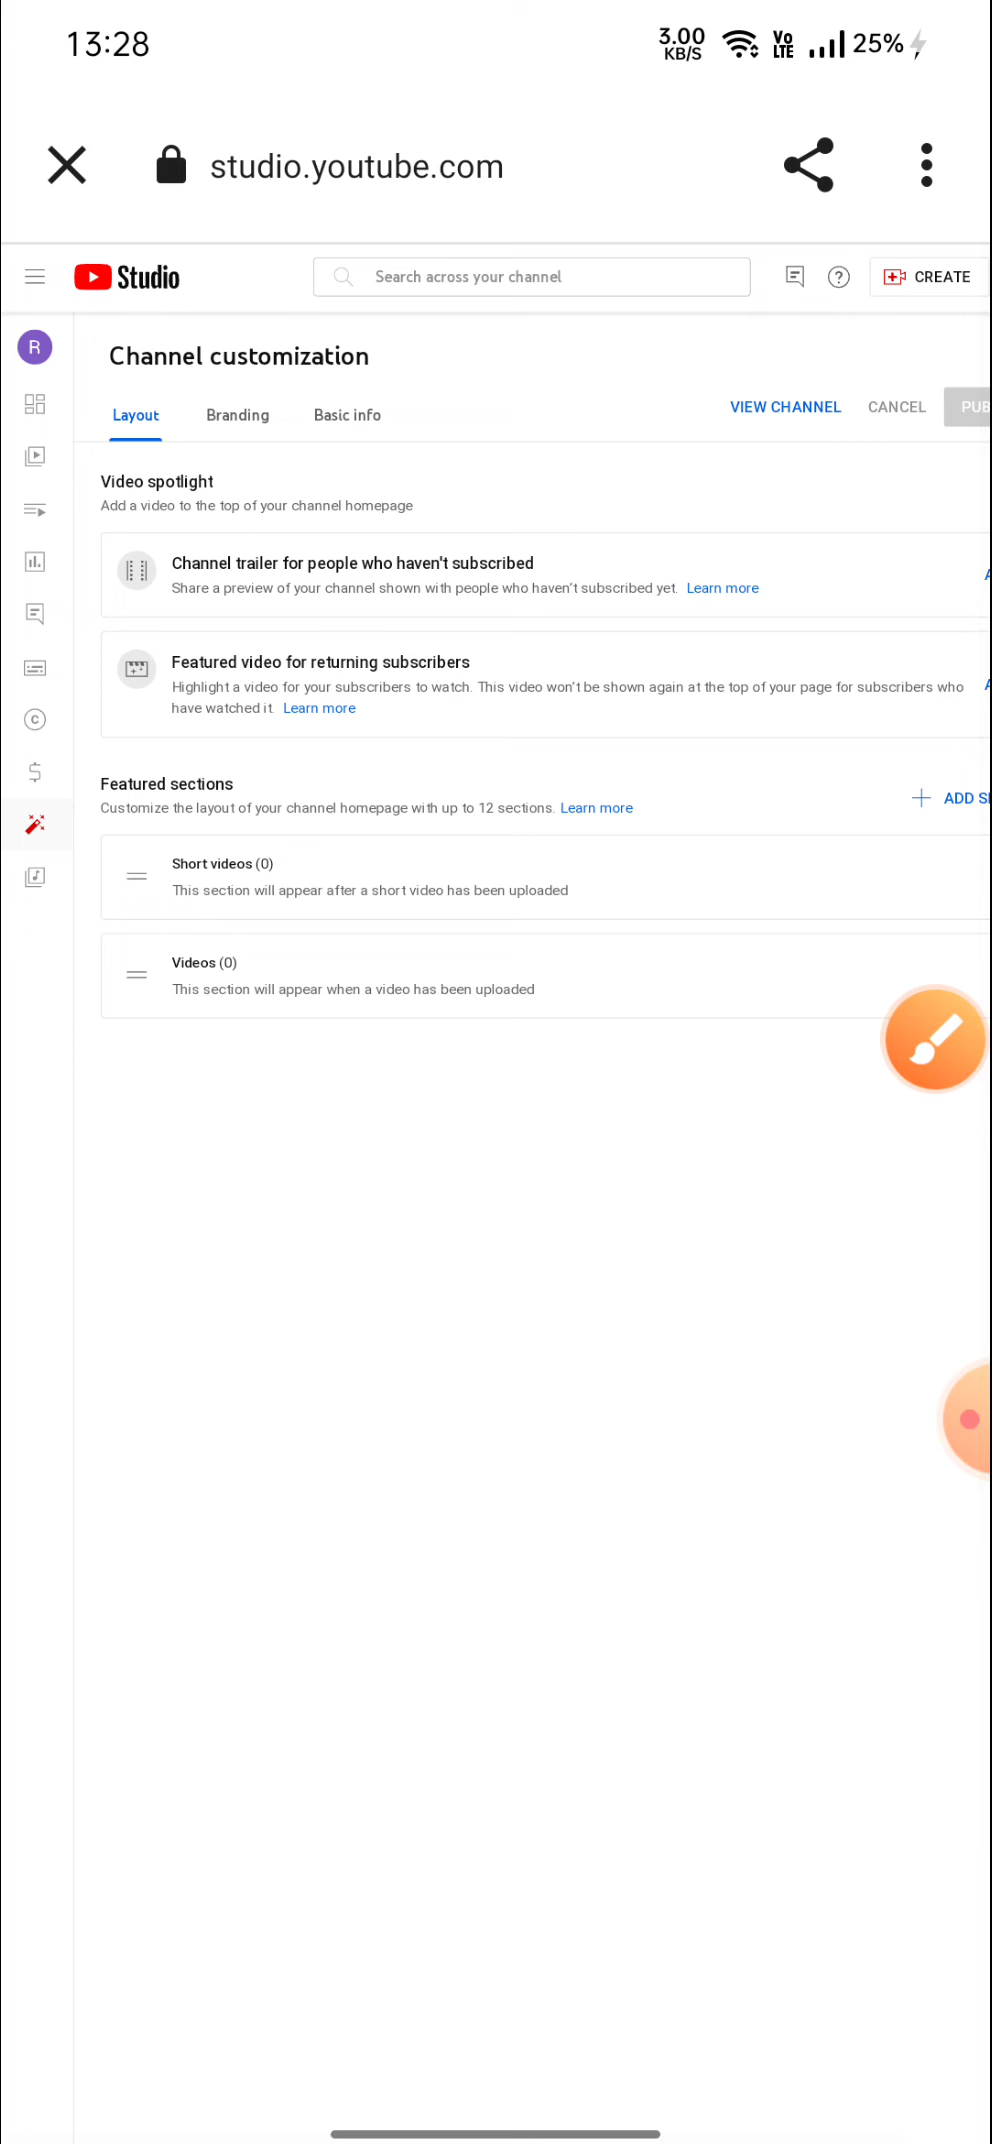 13:28
3.00 KB/S
Vo LTE
25%
studio.youtube.com
Studio
Search across your channel
CREATE
R
Channel customization
Layout
Branding
Basic info
VIEW CHANNEL
CANCEL
PUB
Video spotlight
Add a video to the top of your channel homepage
Channel trailer for people who haven't subscribed
Share a preview of your channel shown with people who haven't subscribed yet. Learn more
Featured video for returning subscribers
Highlight a video for your subscribers to watch. This video won't be shown again at the top of your page for subscribers who
have watched it. Learn more
Featured sections
Customize the layout of your channel homepage with up to 12 sections. Learn more
ADD S
Short videos (0)
This section will appear after a short video has been uploaded
Videos (0)
This section will appear when a video has been uploaded